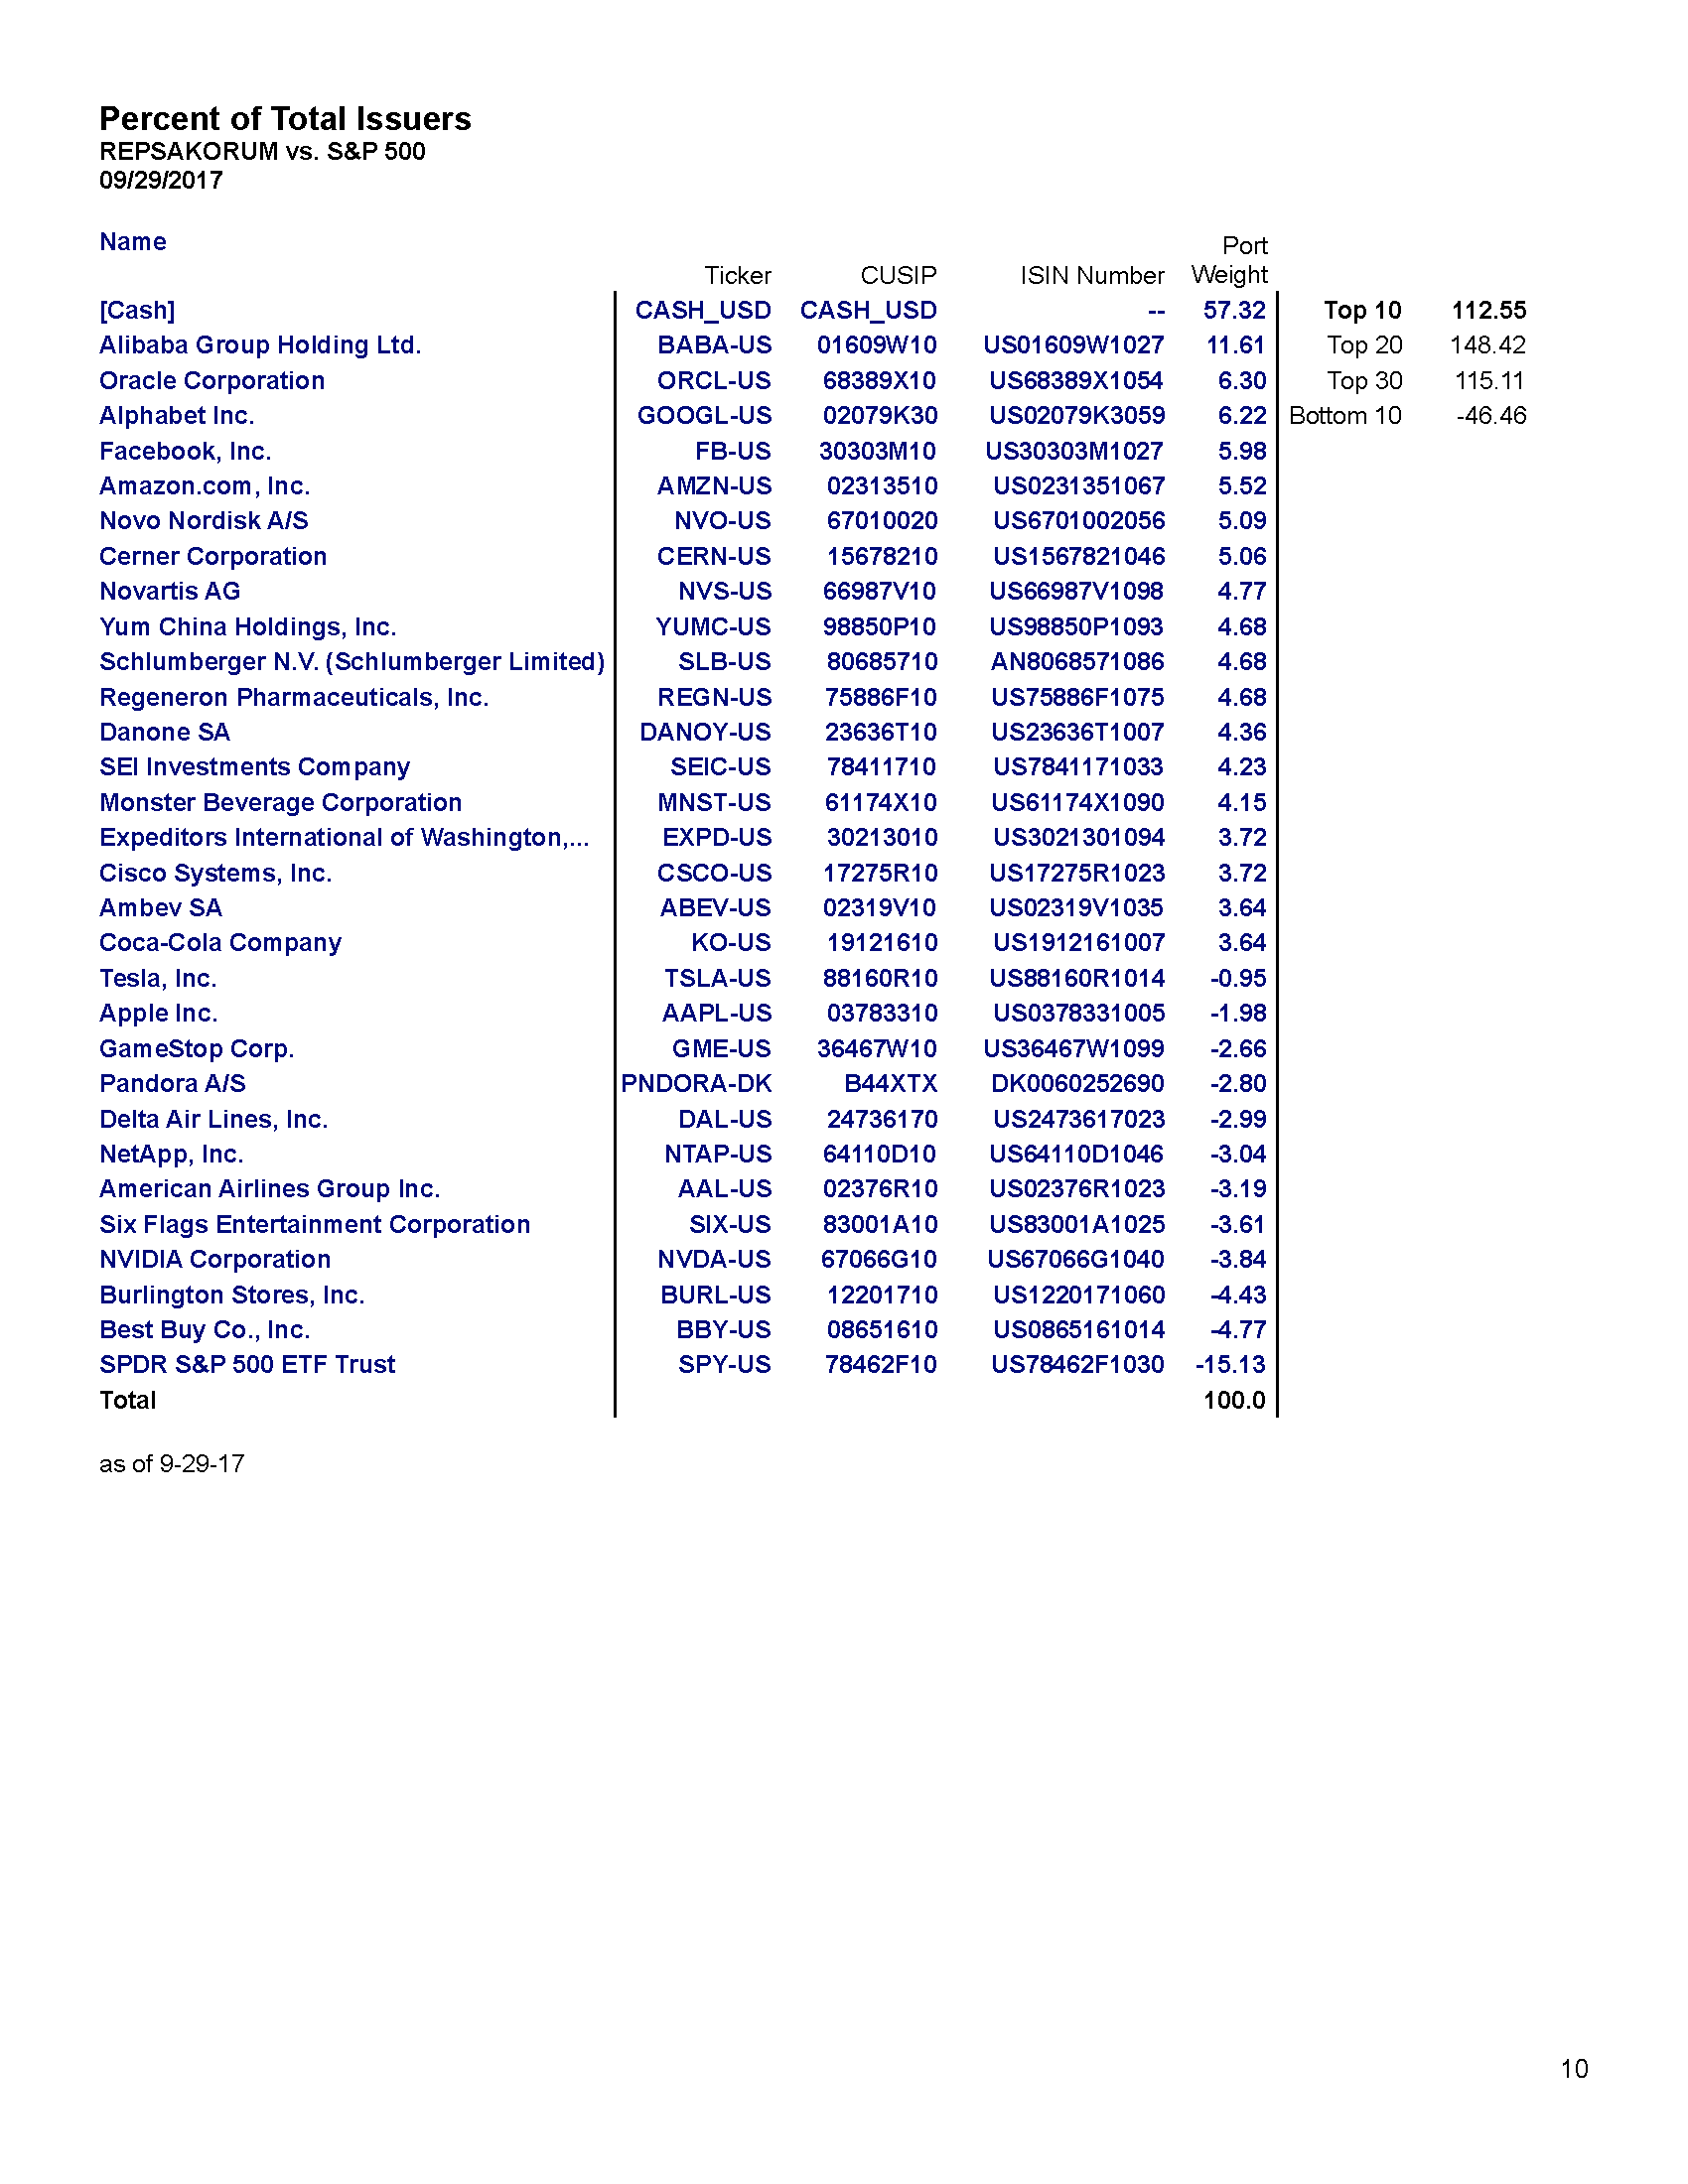 Percent of Total Issuers
REPSAKORUM vs. S&P 500
09/29/2017
Name Ticker CUSIP ISIN Number Port Weight
[Cash] CASH_USD CASH_USD -- 57.32 Top 10 112.55
Alibaba Group Holding Ltd. BABA-US 01609W10 US01609W1027 11.61 Top 20 148.42
Oracle Corporation ORCL-US 68389X10 US68389X1054 6.30 Top 30 115.11
Alphabet Inc. GOOGL-US 02079K30 US02079K3059 6.22 Bottom 10 -46.46
Facebook, Inc. FB-US 30303M10 US30303M1027 5.98
Amazon.com, Inc. AMZN-US 02313510 US0231351067 5.52
Novo Nordisk A/S NVO-US 67010020 US6701002056 5.09
Cerner Corporation CERN-US 15678210 US1567821046 5.06
Novartis AG NVS-US 66987V10 US66987V1098 4.77
Yum China Holdings, Inc. YUMC-US 98850P10 US98850P1093 4.68
Schlumberger N.V. (Schlumberger Limited) SLB-US 80685710 AN8068571086 4.68
Regeneron Pharmaceuticals, Inc. REGN-US 75886F10 US75886F1075 4.68
Danone SA DANOY-US 23636T10 US23636T1007 4.36
SEI Investments Company SEIC-US 78411710 US7841171033 4.23
Monster Beverage Corporation MNST-US 61174X10 US61174X1090 4.15
Expeditors International of Washington,... EXPD-US 30213010 US3021301094 3.72
Cisco Systems, Inc. CSCO-US 17275R10 US17275R1023 3.72
Ambev SA ABEV-US 02319V10 US02319V1035 3.64
Coca-Cola Company KO-US 19121610 US1912161007 3.64
Tesla, Inc. TSLA-US 88160R10 US88160R1014 -0.95
Apple Inc. AAPL-US 03783310 US0378331005 -1.98
GameStop Corp. GME-US 36467W10 US36467W1099 -2.66
Pandora A/S PNDORA-DK B44XTX DK0060252690 -2.80
Delta Air Lines, Inc. DAL-US 24736170 US2473617023 -2.99
NetApp, Inc. NTAP-US 64110D10 US64110D1046 -3.04
American Airlines Group Inc. AAL-US 02376R10 US02376R1023 -3.19
Six Flags Entertainment Corporation SIX-US 83001A10 US83001A1025 -3.61
NVIDIA Corporation NVDA-US 67066G10 US67066G1040 -3.84
Burlington Stores, Inc. BURL-US 12201710 US1220171060 -4.43
Best Buy Co., Inc. BBY-US 08651610 US0865161014 -4.77
SPDR S&P 500 ETF Trust SPY-US 78462F10 US78462F1030 -15.13
Total 100.0
as of 9-29-17
10